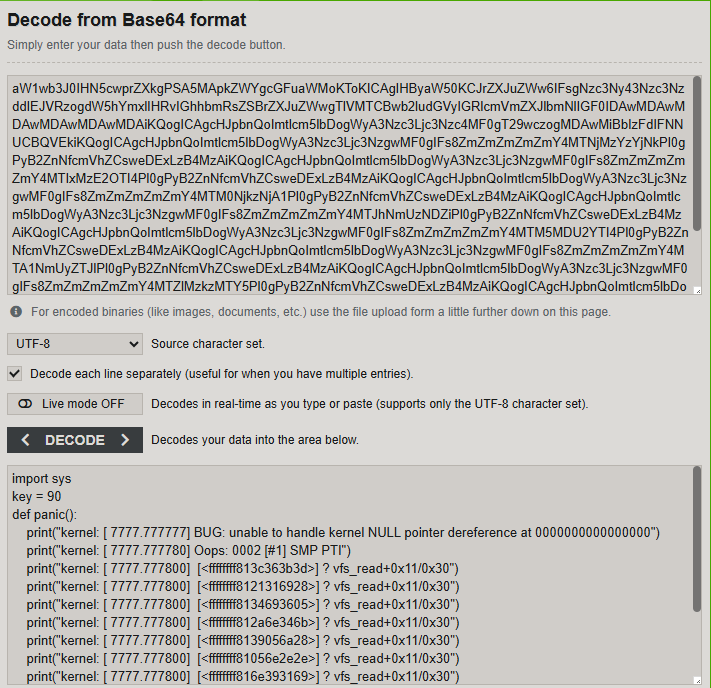 Decode from Base64 format
Simply enter your data then push the decode button.
aW1wb3J0IHN5cwprZXkgPSA5MApkZWYgcGFuaWMoKToKICAgIHByaW50KCJrZXJuZWw6IFsgNzc3Ny43Nzc3Nz
ddIEJVRzogdW5hYmxlIHRvIGhhbmRsZSBrZXJuZWwgTlVMTCBwb2ludGVyIGRlcmVmZXJlbmNlIGF0IDAwMDAwM
DAwMDAwMDAwMDAiKQogICAgcHJpbnQoImtlcm5lbDogWyA3Nzc3Ljc3Nzc4MF0gT29wczogMDAwMiBbIzFdIFNN
UCBQVEkiKQogICAgcHJpbnQoImtlcm5lbDogWyA3Nzc3Ljc3NzgwMF0gIFs8ZmZmZmZmZmY4MTNjMzYzYjNkPl0g
PyB2ZnNfcmVhZCsweDExLzB4MzAiKQogICAgcHJpbnQoImtlcm5lbDogWyA3Nzc3Ljc3NzgwMF0gIFs8ZmZmZmZm
ZmY4MTIxMzE2OTI4Pl0gPyB2ZnNfcmVhZCsweDExLzB4MzAiKQogICAgcHJpbnQoImtlcm5lbDogWyA3Nzc3Ljc3Nz
gwMF0gIFs8ZmZmZmZmZmY4MTM0NjkzNjA1Pl0gPyB2ZnNfcmVhZCsweDExLzB4MzAiKQogICAgcHJpbnQoImtlc
m5lbDogWyA3Nzc3Ljc3NzgwMF0gIFs8ZmZmZmZmZmY4MTJhNmUzNDZiPl0gPyB2ZnNfcmVhZCsweDExLzB4Mz
AiKQogICAgcHJpbnQoImtlcm5lbDogWyA3Nzc3Ljc3NzgwMF0gIFs8ZmZmZmZmZmY4MTM5MDU2YTI4Pl0gPyB2Zn
NfcmVhZCsweDExLzB4MzAiKQogICAgcHJpbnQoImtlcm5lbDogWyA3Nzc3Ljc3NzgwMF0gIFs8ZmZmZmZmZmY4M
TA1NmUyZTJlPl0gPyB2ZnNfcmVhZCsweDExLzB4MzAiKQogICAgcHJpbnQoImtlcm5lbDogWyA3Nzc3Ljc3NzgwMF0
gIFs8ZmZmZmZmZmY4MTZlMzkzMTY5Pl0gPyB2ZnNfcmVhZCsweDExLzB4MzAiKQogICAgcHJpbnQoImtlcm5lbDo
For encoded binaries (like images, documents, etc.) use the file upload form a little further down on this page.
UTF-8 Source character set.
Decode each line separately (useful for when you have multiple entries).
Live mode OFF Decodes in real-time as you type or paste (supports only the UTF-8 character set).
< DECODE > Decodes your data into the area below.
import sys
key = 90
def panic():
    print("kernel: [ 7777.777777] BUG: unable to handle kernel NULL pointer dereference at 0000000000000000")
    print("kernel: [ 7777.777780] Oops: 0002 [#1] SMP PTI")
    print("kernel: [ 7777.777800]  [<ffffffff813c363b3d>] ? vfs_read+0x11/0x30")
    print("kernel: [ 7777.777800]  [<ffffffff8121316928>] ? vfs_read+0x11/0x30")
    print("kernel: [ 7777.777800]  [<ffffffff8134693605>] ? vfs_read+0x11/0x30")
    print("kernel: [ 7777.777800]  [<ffffffff812a6e346b>] ? vfs_read+0x11/0x30")
    print("kernel: [ 7777.777800]  [<ffffffff8139056a28>] ? vfs_read+0x11/0x30")
    print("kernel: [ 7777.777800]  [<ffffffff81056e2e2e>] ? vfs_read+0x11/0x30")
    print("kernel: [ 7777.777800]  [<ffffffff816e393169>] ? vfs_read+0x11/0x30")